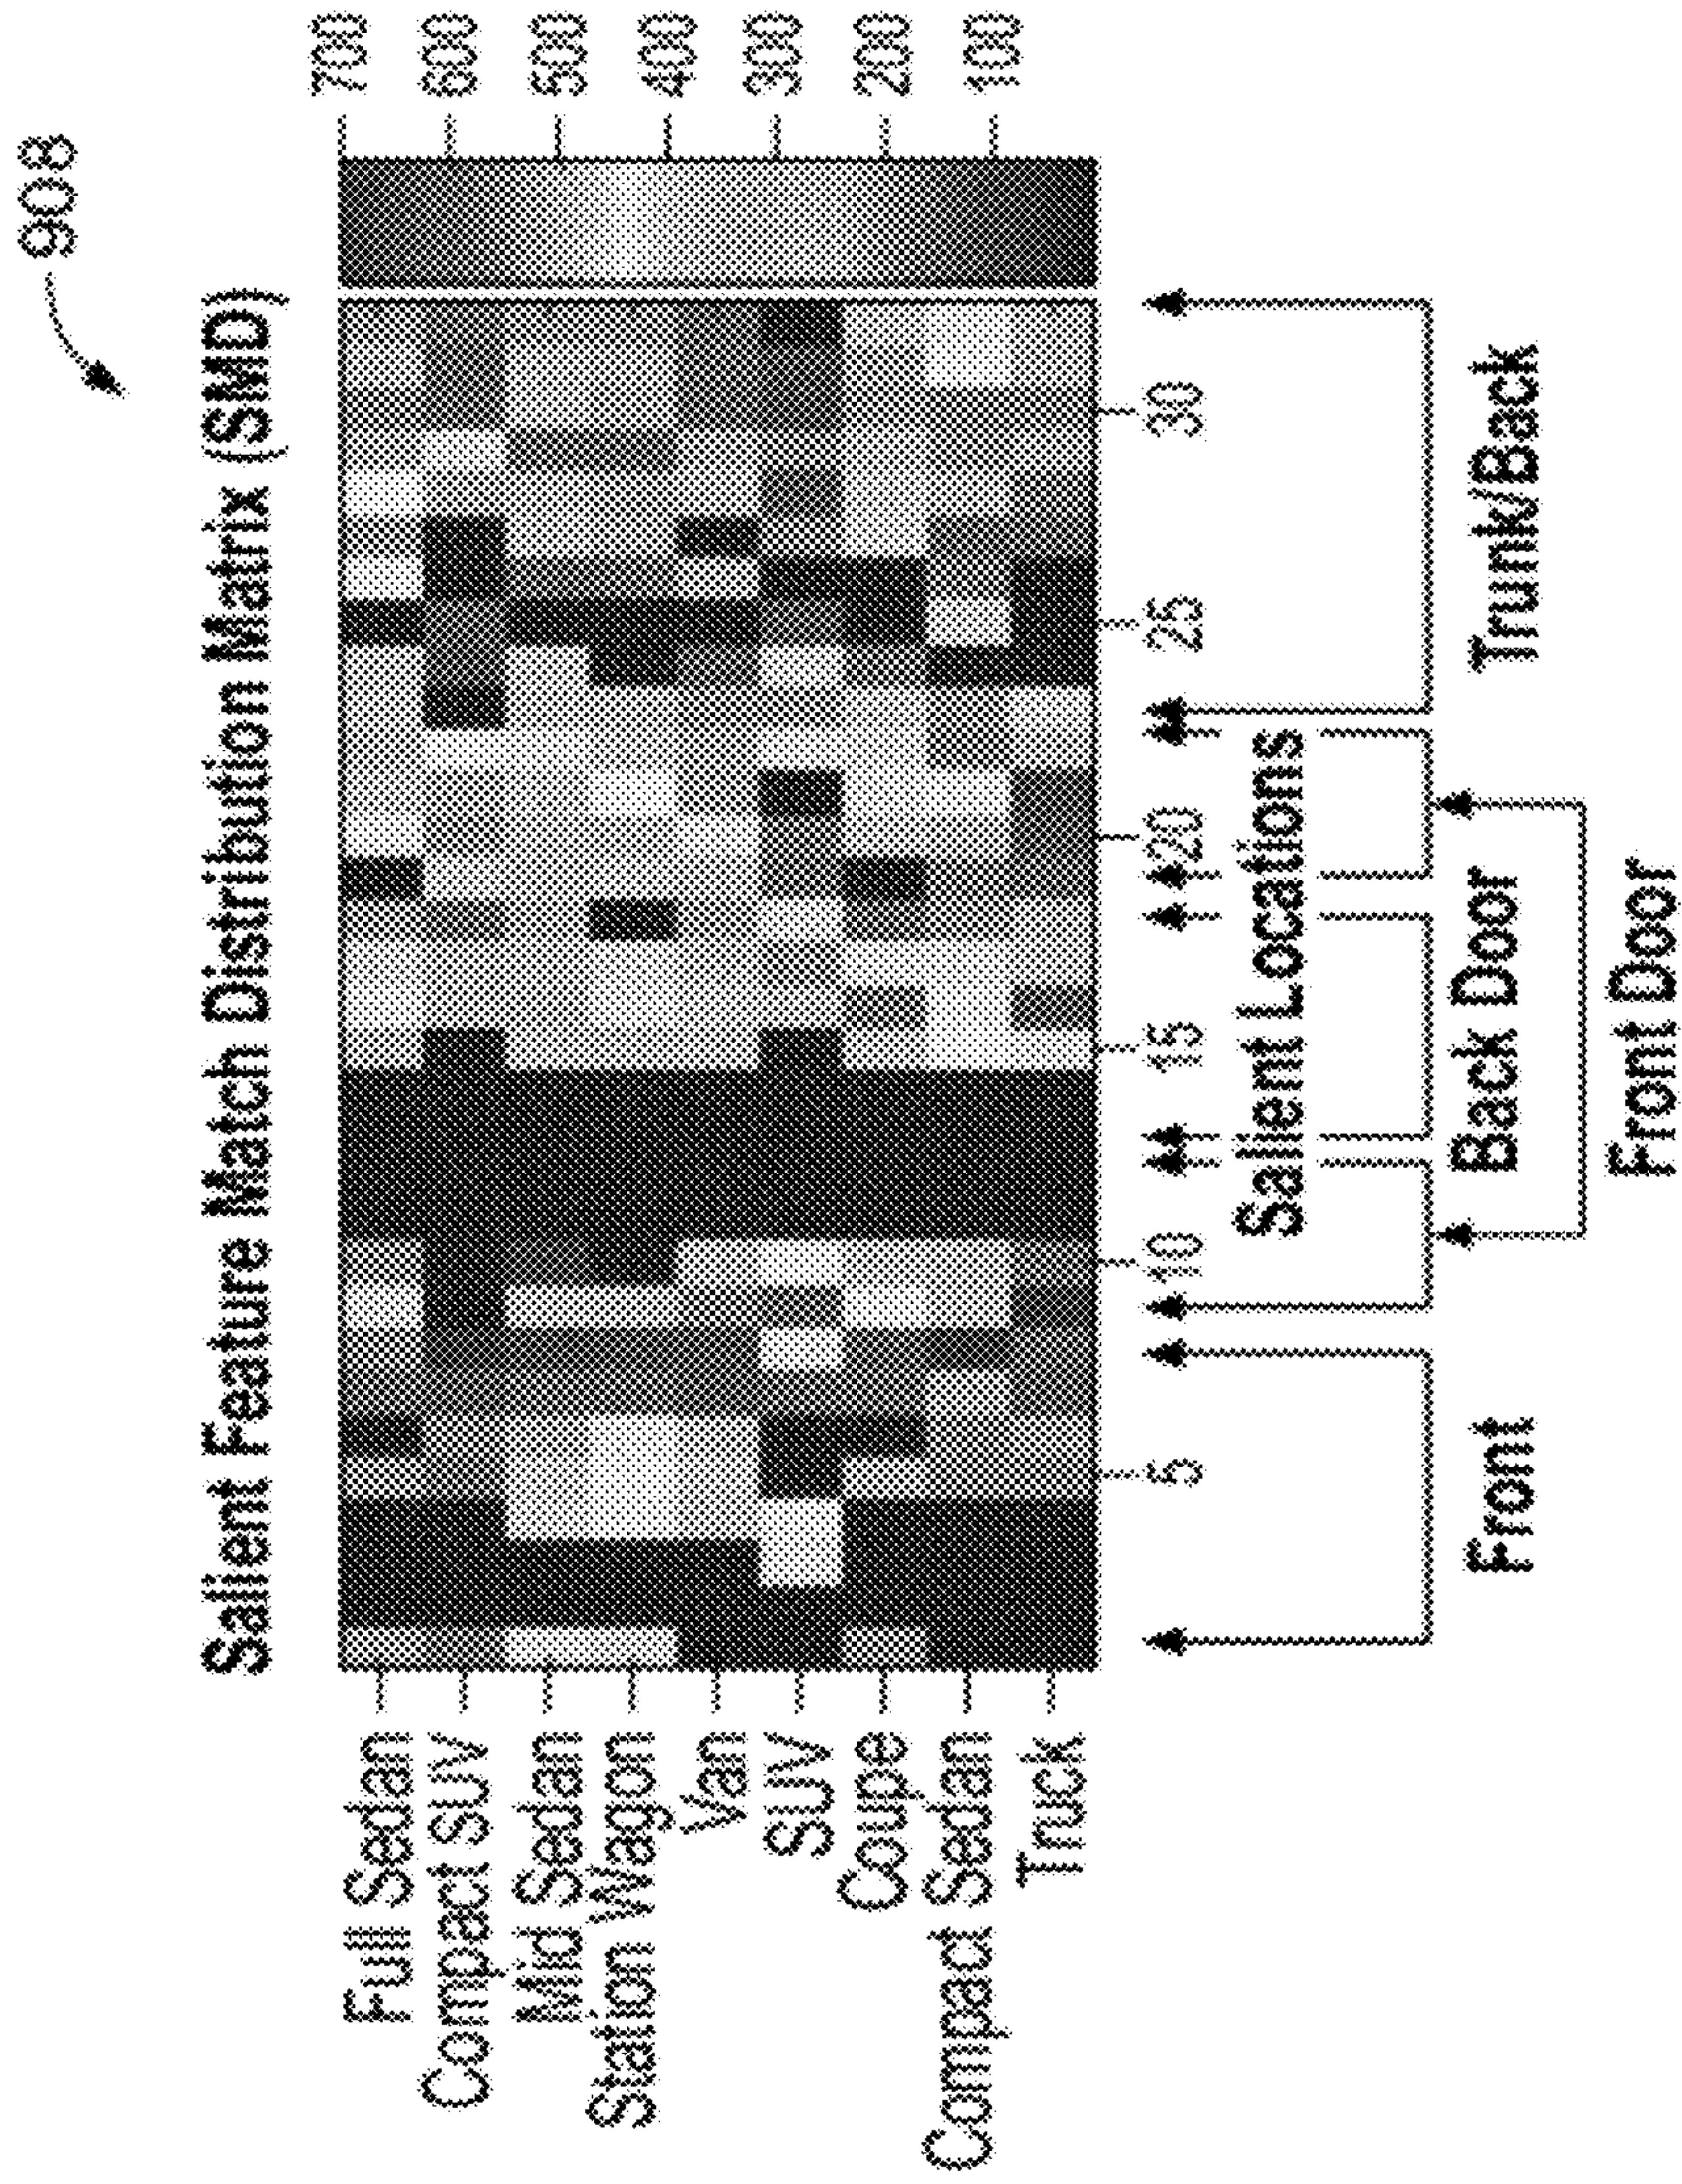 908
Salient Feature Match Distribution Matrix (SMD)
Full Sedan
Compact SUV
Mid Sedan
Station Wagon
Van
SUV
Coupe
Compact Sedan
Truck
700
600
500
400
300
200
100
5 10 15 20 25 30
Salient Locations
Front
Back Door
Trunk/Back
Front Door